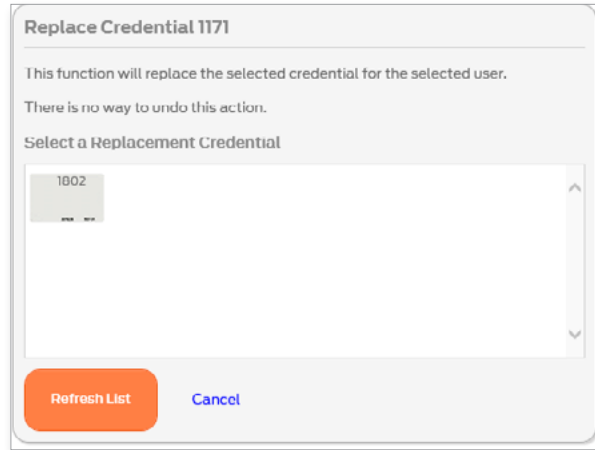 Replace Credential 1171
This function will replace the selected credential for the selected user.
There is no way to undo this action.
Select a Replacement Credential
1802
Refresh List
Cancel